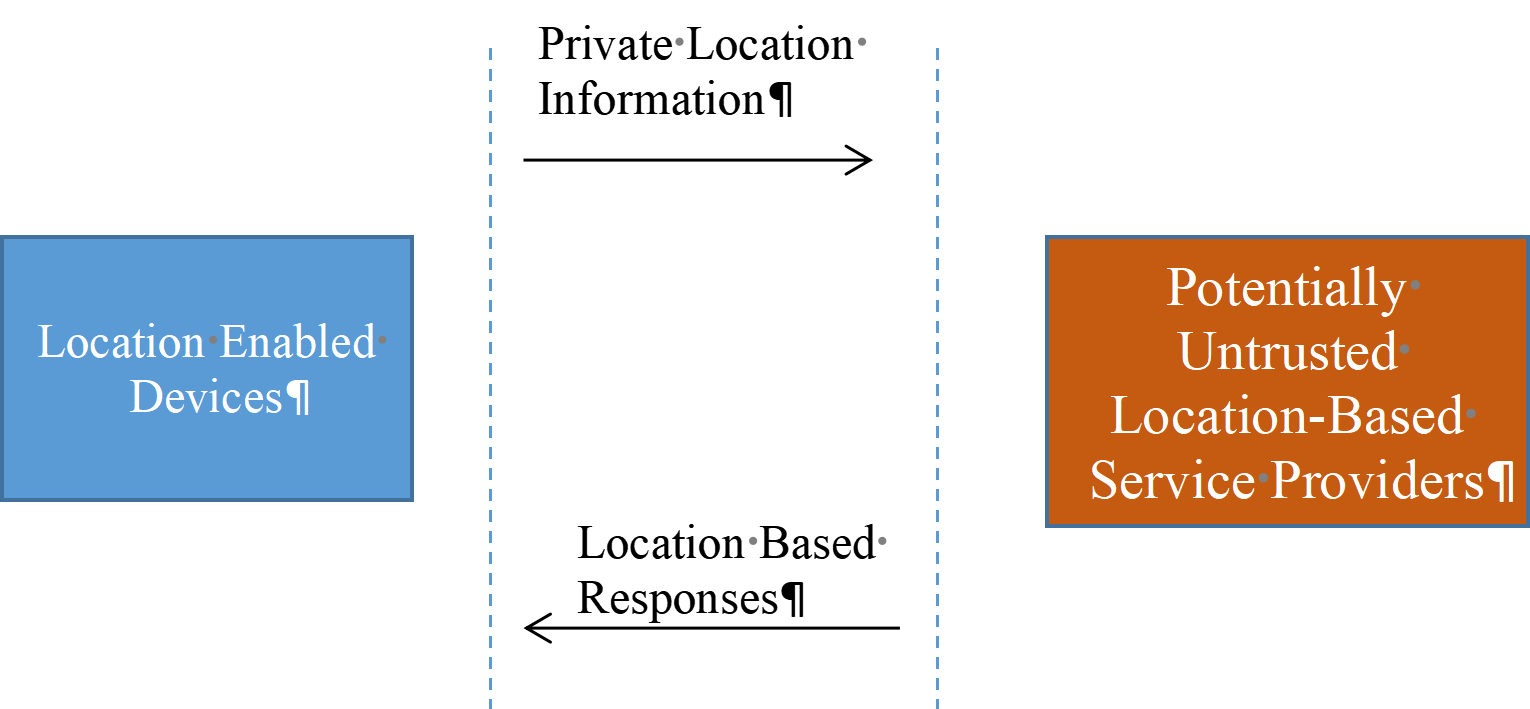 Private·Location·
Information¶
Location·Enabled·
Devices¶
Potentially·
Untrusted·
Location-Based·
Service·Providers¶
Location·Based·
Responses¶